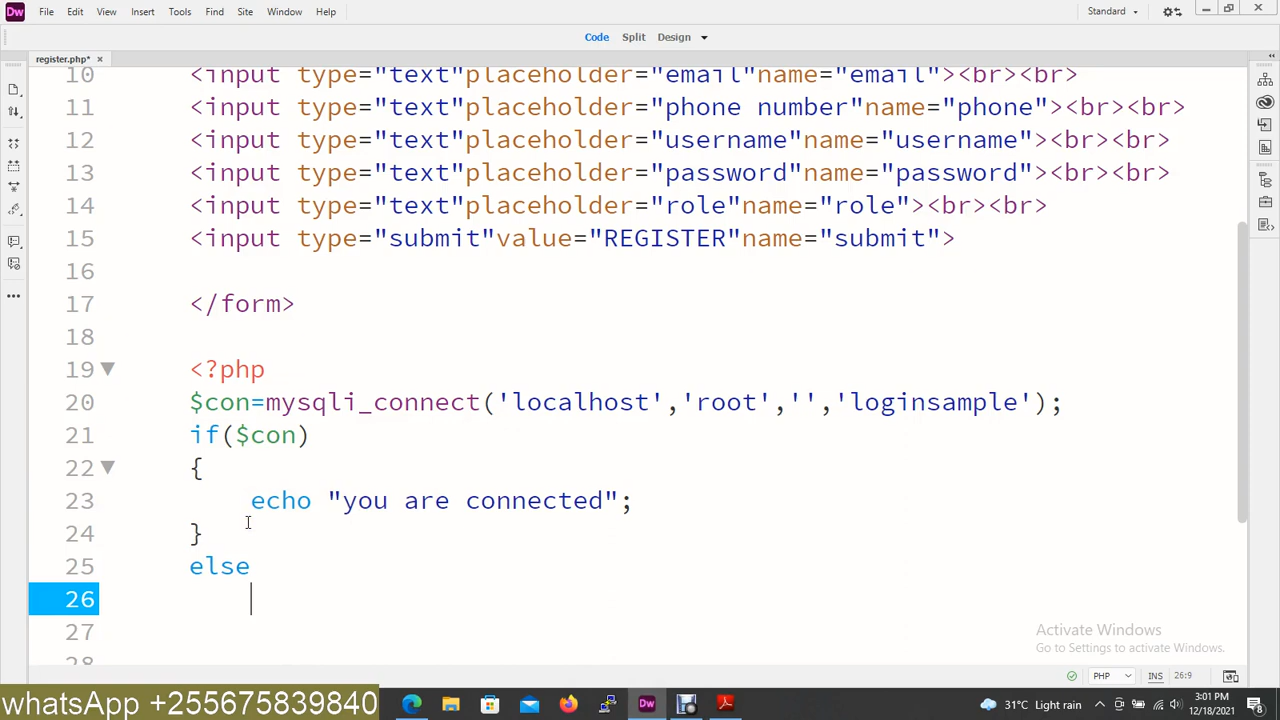 Dw File Edit View Insert Tools Find Site Window Help Standard
Code Split Design
register.php* ×
10 <input type="text"placeholder="email"name="email"><br><br>
11 <input type="text"placeholder="phone number"name="phone"><br><br>
12 <input type="text"placeholder="username"name="username"><br><br>
13 <input type="text"placeholder="password"name="password"><br><br>
14 <input type="text"placeholder="role"name="role"><br><br>
15 <input type="submit"value="REGISTER"name="submit">
16
17 </form>
18
19 <?php
20 $con=mysqli_connect('localhost','root','','loginsample');
21 if($con)
22 {
23 echo "you are connected";
24 }
25 else
26
27
28
Activate Windows
Go to Settings to activate Windows.
PHP INS 26:9
whatsApp +255675839840
Dw
31°C Light rain
3:01 PM
12/18/2021
8